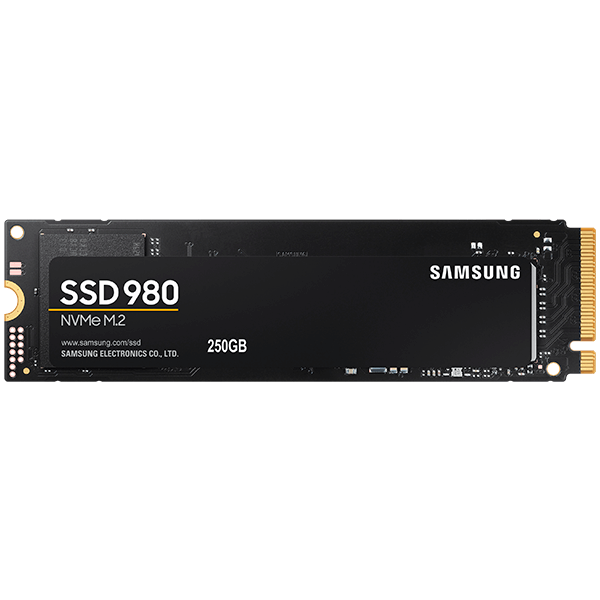 SAMSUNG
SSD 980
NVMe M.2
www.samsung.com/ssd
SAMSUNG ELECTRONICS CO., LTD.
250GB